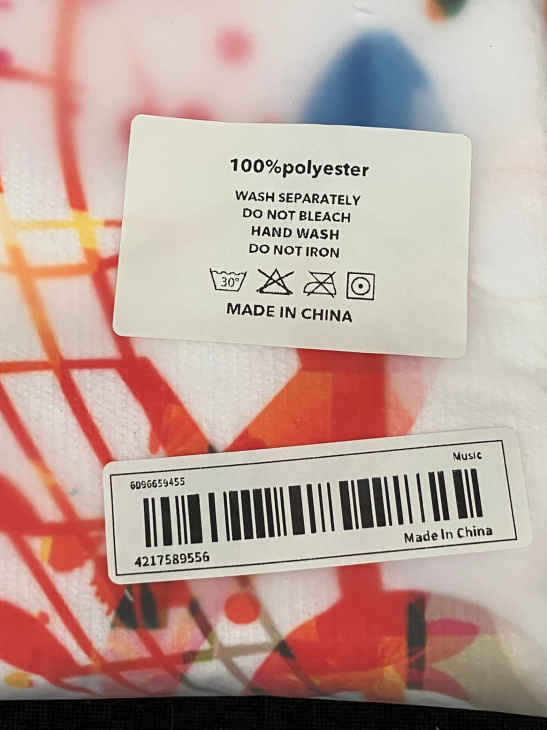 100%polyester
WASH SEPARATELY
DO NOT BLEACH
HAND WASH
DO NOT IRON
30°
MADE IN CHINA
6D96659455
Music
4217589556
Made In China